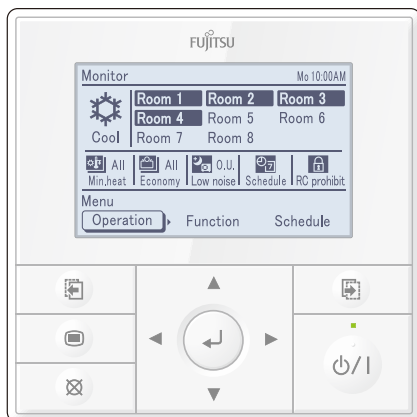 FUJITSU
Monitor Mo 10:00AM
Room 1 Room 2 Room 3
Room 4 Room 5 Room 6
Cool Room 7 Room 8
All All O.U.
Min.heat Economy Low noise Schedule RC prohibit
Menu
Operation Function Schedule